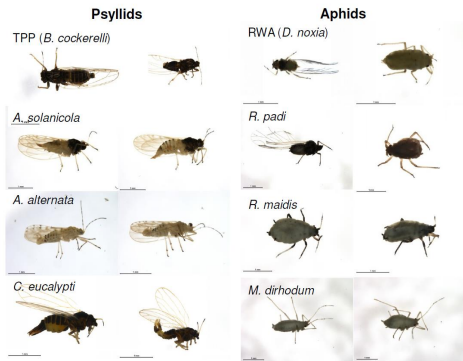 Psyllids
Aphids
TPP (B. cockerelli)
RWA (D. noxia)
A. solanicola
R. padi
A. alternata
R. maidis
C. eucalypti
M. dirhodum